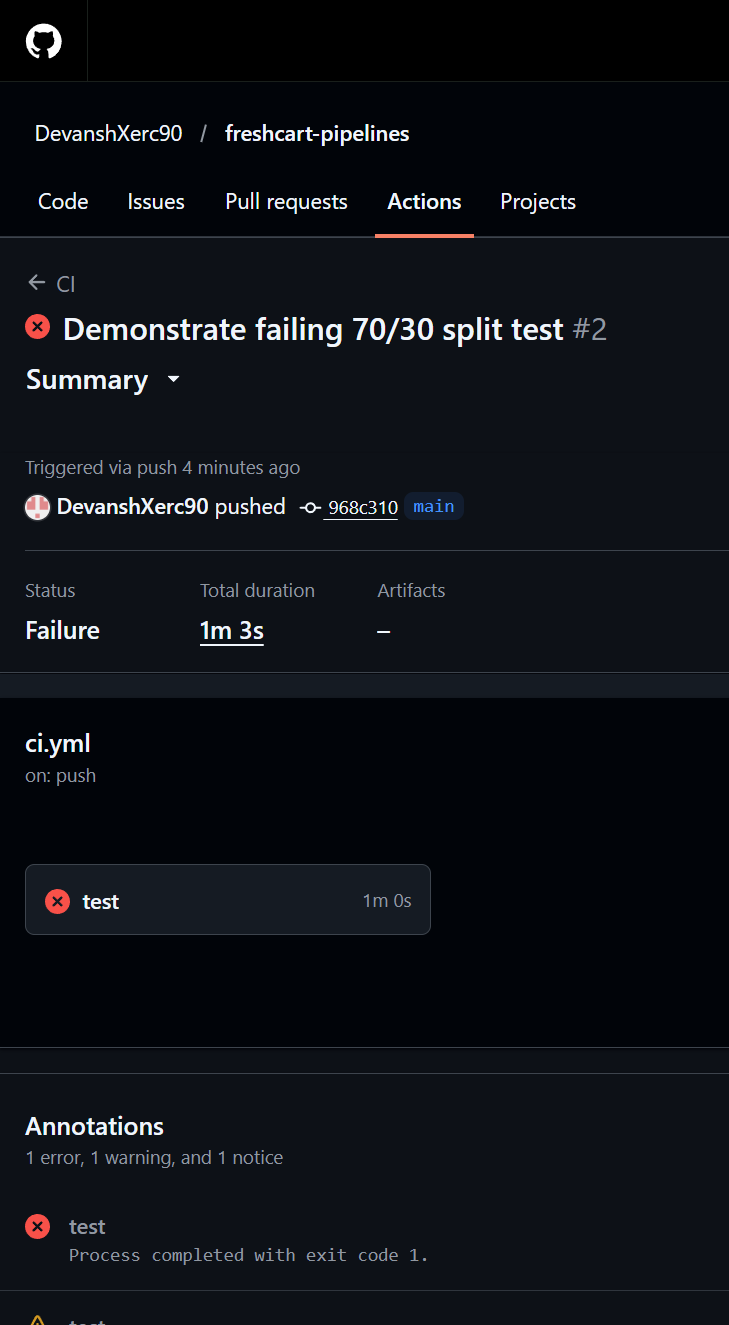 DevanshXerc90 / freshcart-pipelines
Code Issues Pull requests Actions Projects
CI
Demonstrate failing 70/30 split test #2
Summary
Triggered via push 4 minutes ago
DevanshXerc90 pushed 968c310 main
Status Total duration Artifacts
Failure 1m 3s –
ci.yml
on: push
test 1m 0s
Annotations
1 error, 1 warning, and 1 notice
test
Process completed with exit code 1.
test